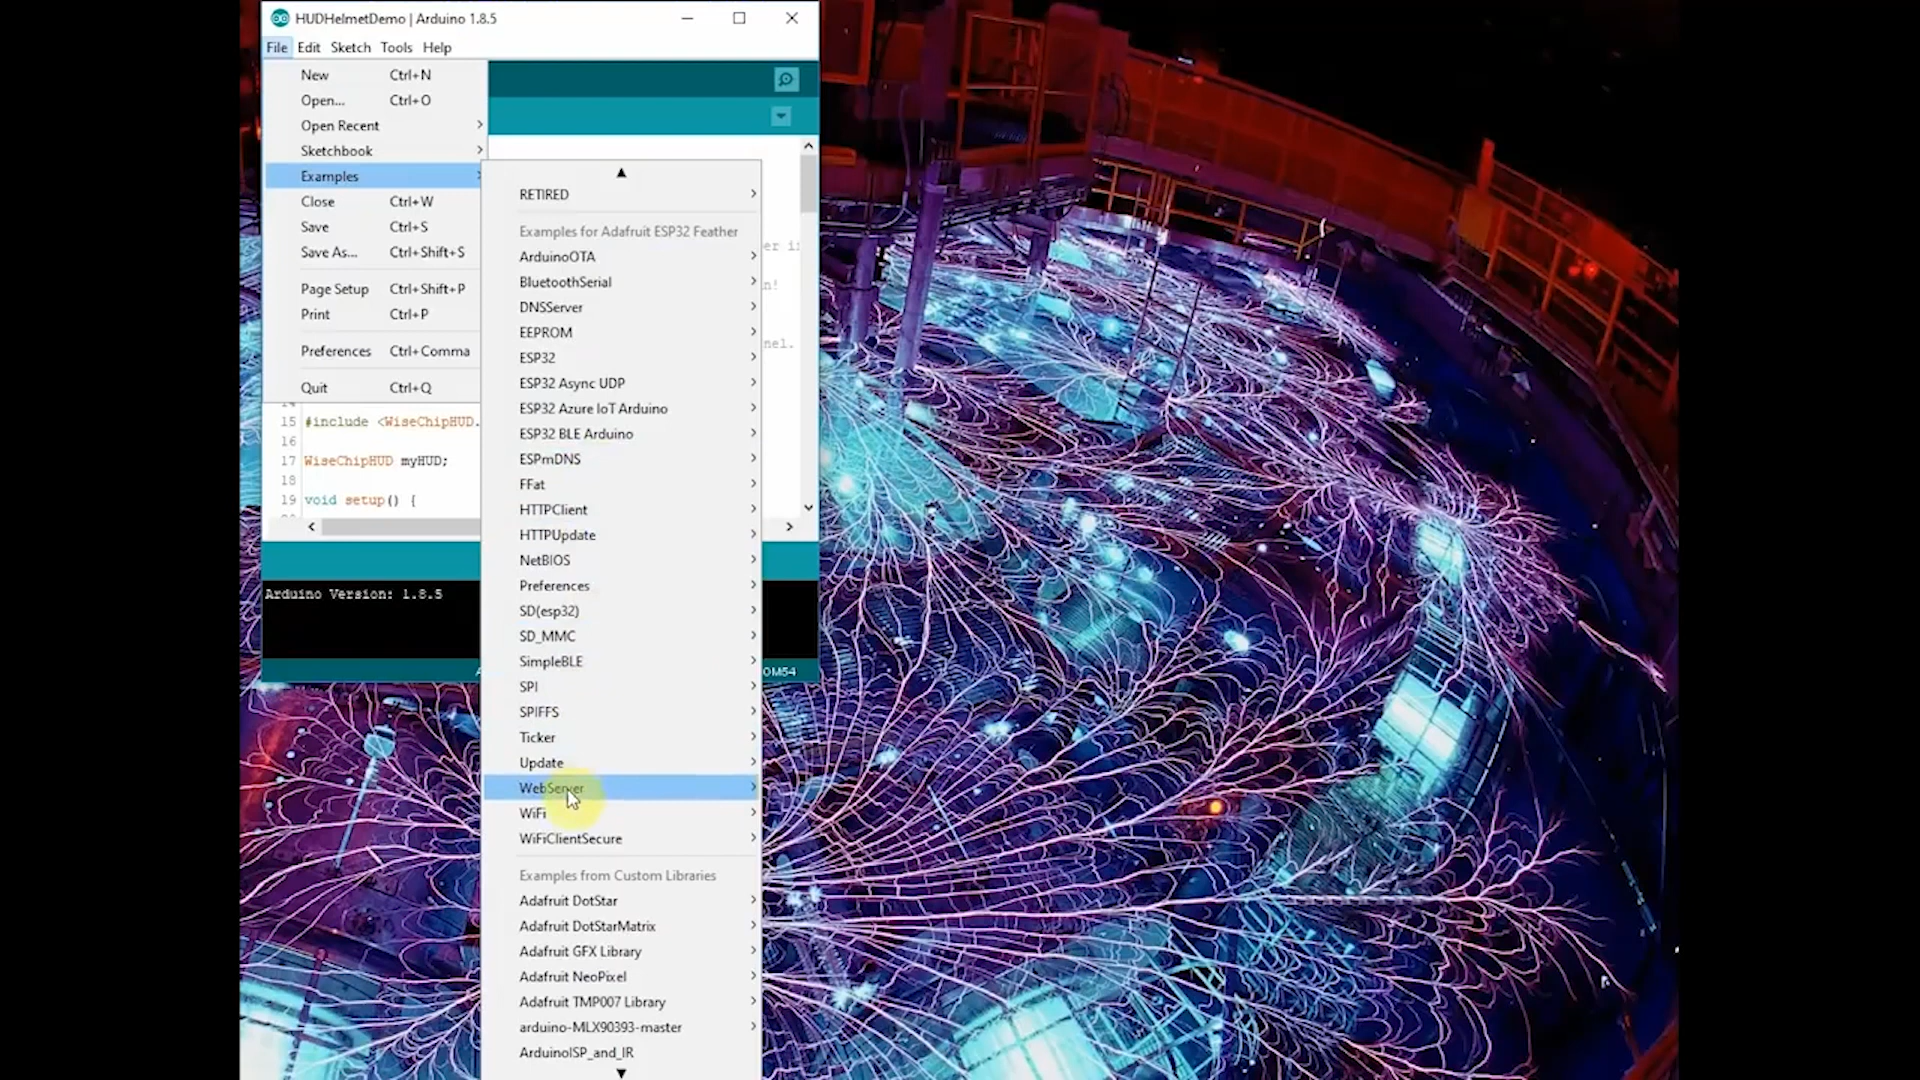 HUDHelmetDemo | Arduino 1.8.5
File Edit Sketch Tools Help
New Ctrl+N
Open... Ctrl+O
Open Recent
Sketchbook
Examples
Close Ctrl+W
Save Ctrl+S
Save As... Ctrl+Shift+S
Page Setup Ctrl+Shift+P
Print Ctrl+P
Preferences Ctrl+Comma
Quit Ctrl+Q
RETIRED
Examples for Adafruit ESP32 Feather
ArduinoOTA
BluetoothSerial
DNSServer
EEPROM
ESP32
ESP32 Async UDP
ESP32 Azure IoT Arduino
ESP32 BLE Arduino
ESPmDNS
FFat
HTTPClient
HTTPUpdate
NetBIOS
Preferences
SD(esp32)
SD_MMC
SimpleBLE
SPI
SPIFFS
Ticker
Update
WebServer
WiFi
WiFiClientSecure
Examples from Custom Libraries
Adafruit DotStar
Adafruit DotStarMatrix
Adafruit GFX Library
Adafruit NeoPixel
Adafruit TMP007 Library
arduino-MLX90393-master
ArduinoISP_and_IR
15 #include <WiseChipHUD.
16
17 WiseChipHUD myHUD;
18
19 void setup() {
Arduino Version: 1.8.5
OM54